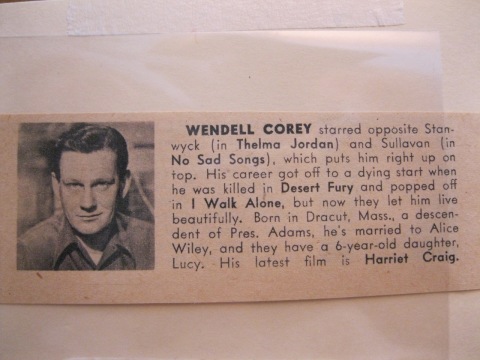 WENDELL COREY starred opposite Stan-
wyck (in Thelma Jordan) and Sullavan (in
No Sad Songs), which puts him right up on
top. His career got off to a dying start when
he was killed in Desert Fury and popped off
in I Walk Alone, but now they let him live
beautifully. Born in Dracut, Mass., a descen-
dent of Pres. Adams, he's married to Alice
Wiley, and they have a 6-year-old daughter,
Lucy. His latest film is Harriet Craig.